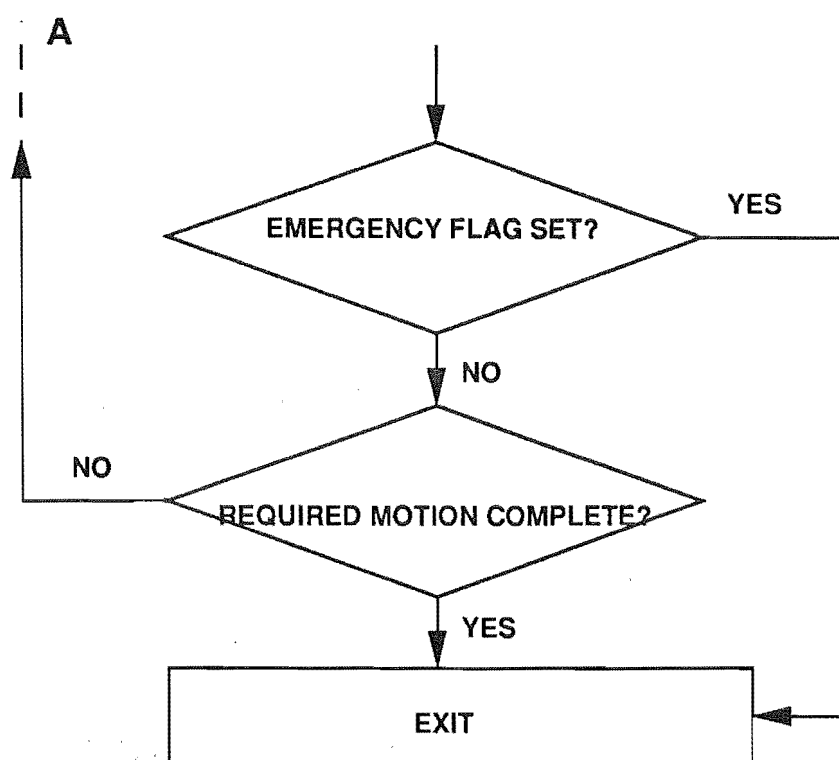 A
EMERGENCY FLAG SET?
YES
NO
NO
REQUIRED MOTION COMPLETE?
YES
EXIT